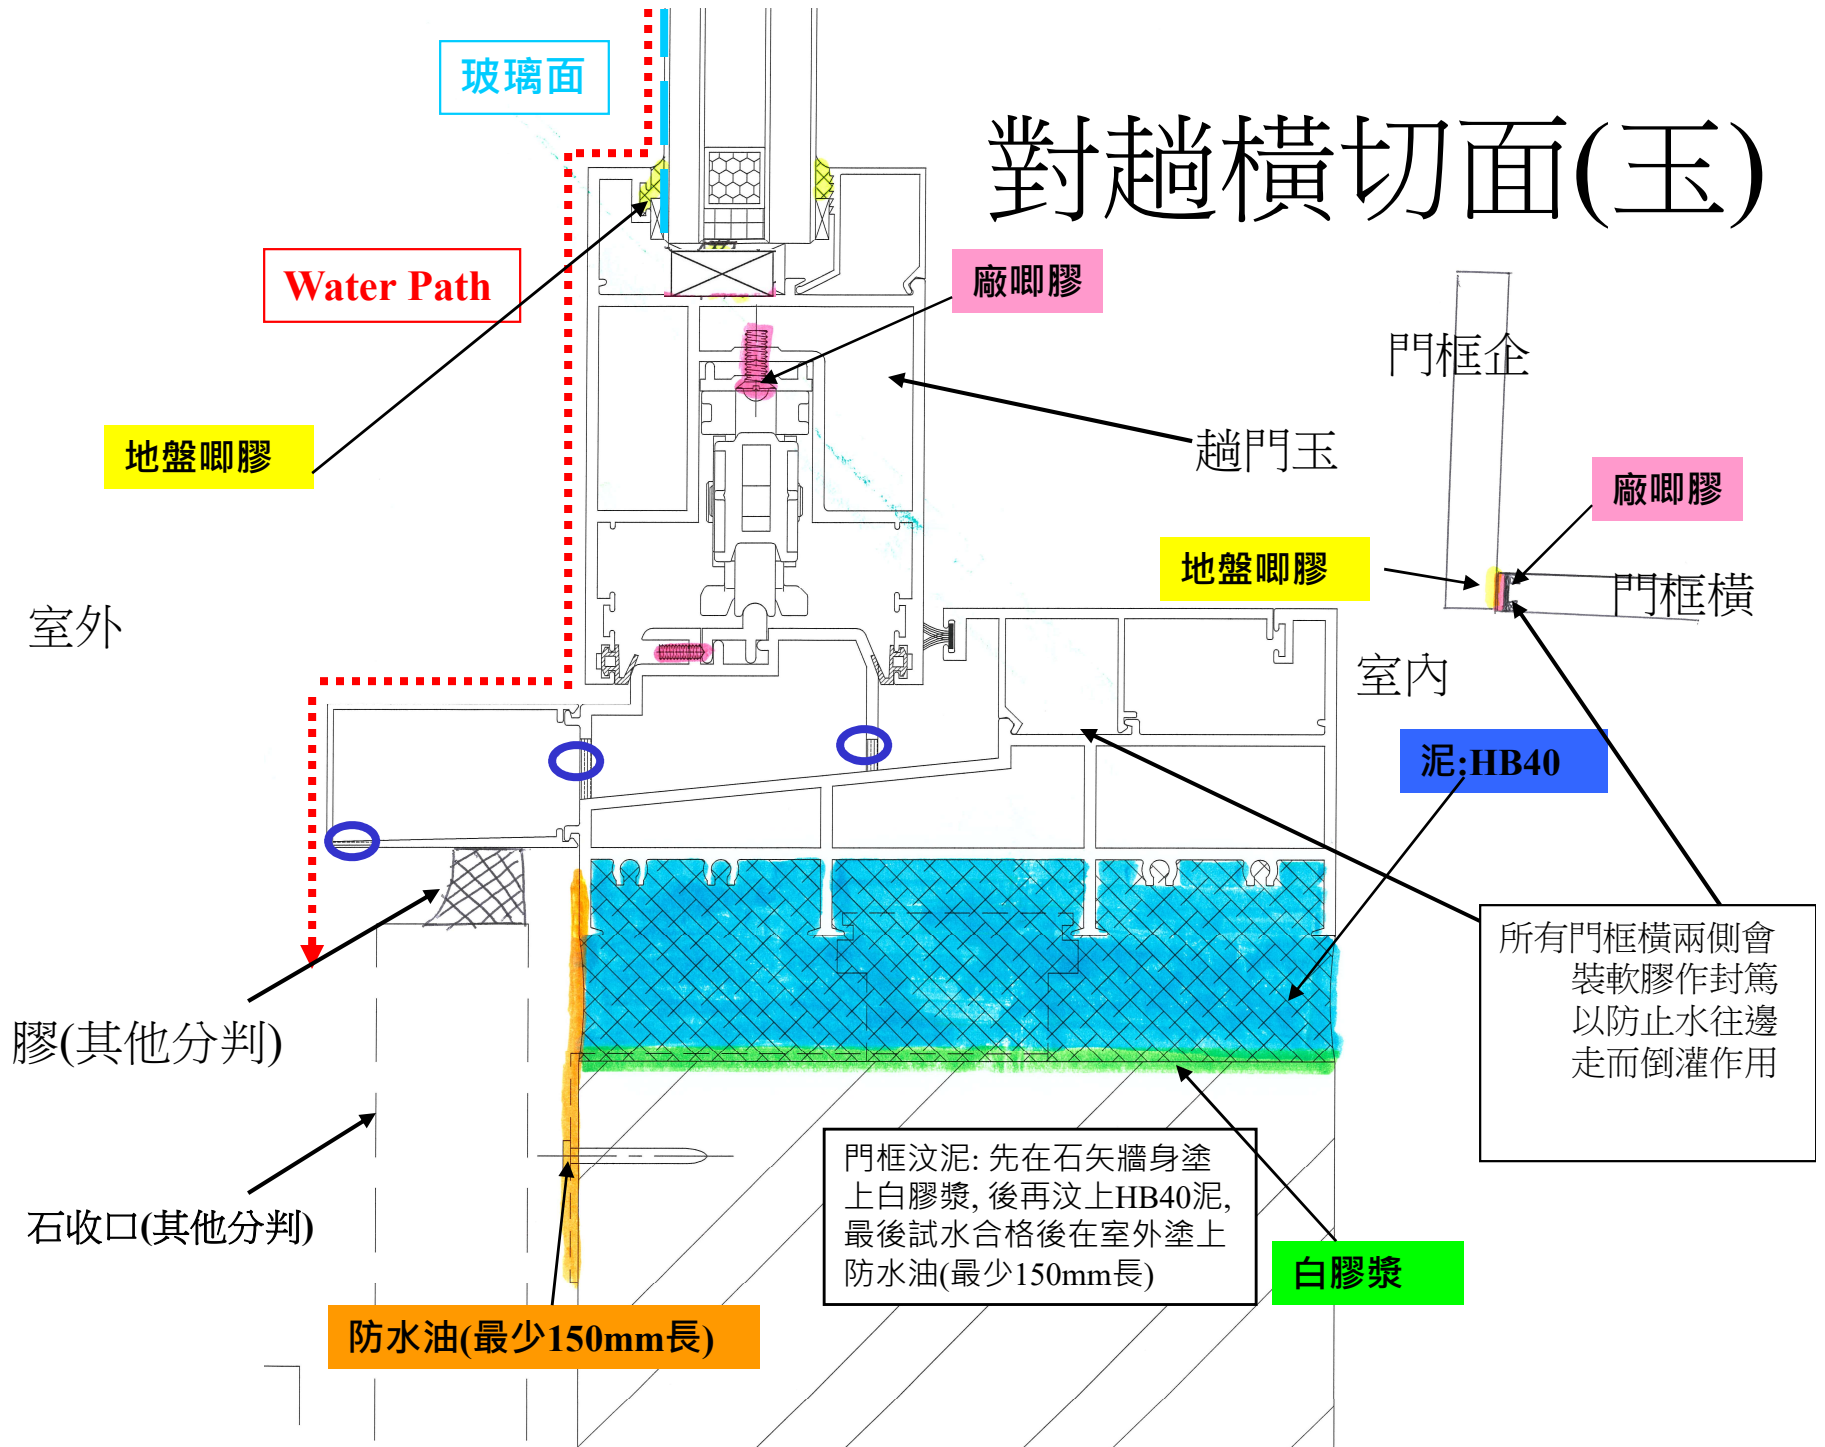 玻璃面
對趟橫切面(玉)
Water Path
廠唧膠
門框企
地盤唧膠
趟門玉
廠唧膠
地盤唧膠
門框橫
室外
室內
泥:HB40
所有門框橫兩側會
裝軟膠作封篤
以防止水往邊
走而倒灌作用
膠(其他分判)
門框汶泥: 先在石矢牆身塗
上白膠漿, 後再汶上HB40泥,
最後試水合格後在室外塗上
防水油(最少150mm長)
石收口(其他分判)
白膠漿
防水油(最少150mm長)